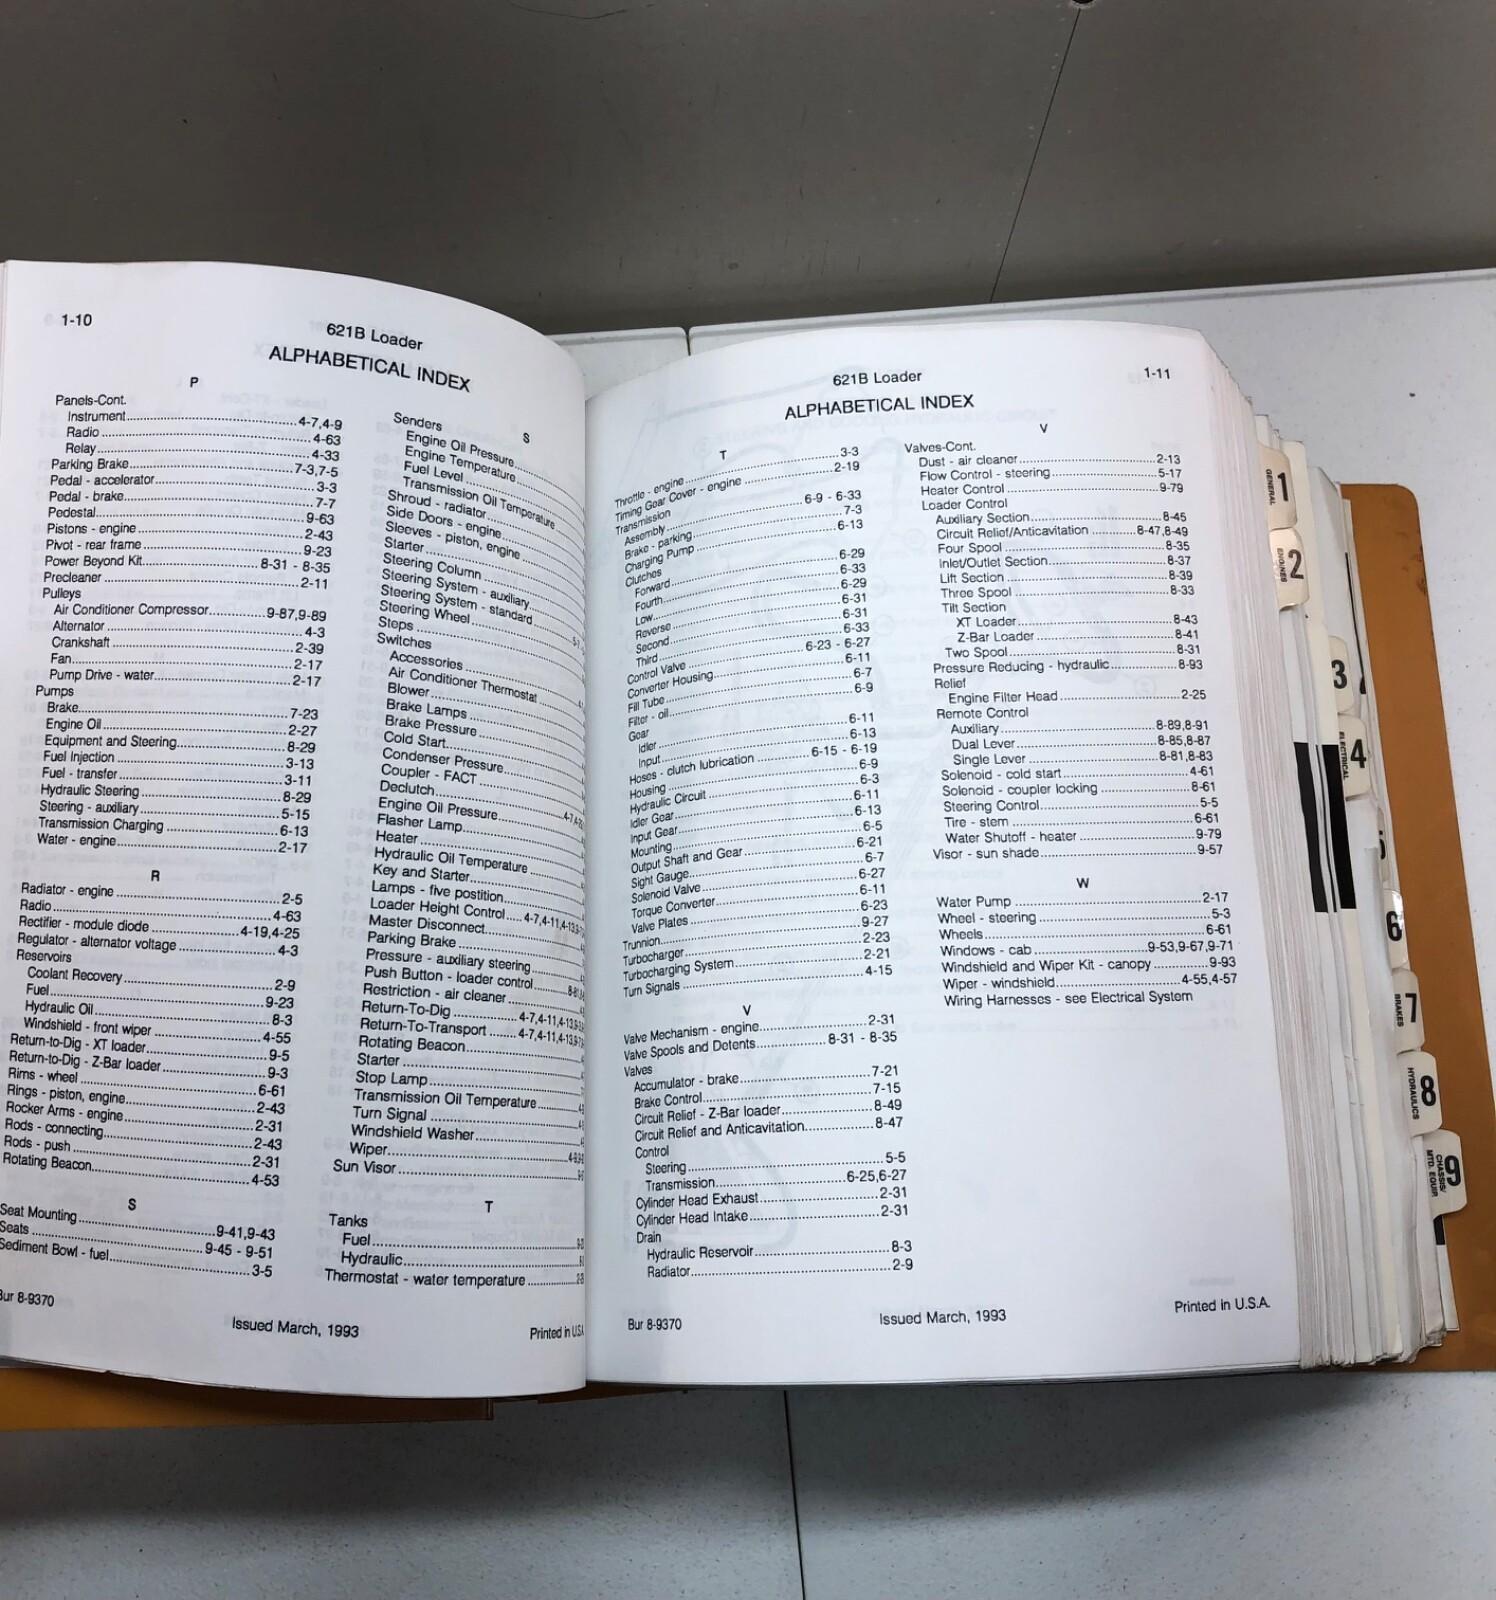 1-10
621B Loader
ALPHABETICAL INDEX
P
Panels-Cont.
Instrument 4-7,4-9
Radio 4-63
Relay 4-33
Parking Brake 7-3,7-5
Pedal - accelerator 3-3
Pedal - brake 7-7
Pedestal 9-63
Pistons - engine 2-43
Pivot - rear frame 9-23
Power Beyond Kit 8-31 - 8-35
Precleaner 2-11
Pulleys
Air Conditioner Compressor 9-87,9-89
Alternator 4-3
Crankshaft 2-39
Fan 2-17
Pump Drive - water 2-17
Pumps
Brake 7-23
Engine Oil 2-27
Equipment and Steering 8-29
Fuel Injection 3-13
Fuel - transfer 3-11
Hydraulic Steering 8-29
Steering - auxiliary 5-15
Transmission Charging 6-13
Water - engine 2-17
R
Radiator - engine 2-5
Radio 4-63
Rectifier - module diode 4-19,4-25
Regulator - alternator voltage 4-3
Reservoirs
Coolant Recovery 2-9
Fuel 9-23
Hydraulic Oil 8-3
Windshield - front wiper 4-55
Return-to-Dig - XT loader 9-5
Return-to-Dig - Z-Bar loader 9-3
Rims - wheel 6-61
Rings - piston, engine 2-43
Rocker Arms - engine 2-31
Rods - connecting 2-43
Rods - push 2-31
Rotating Beacon 4-53
S
Seat Mounting 9-41,9-43
Seats 9-45 - 9-51
Sediment Bowl - fuel 3-5
S
Senders
Engine Oil Pressure
Engine Temperature
Fuel Level
Transmission Oil Temperature
Shroud - radiator
Side Doors - engine
Sleeves - piston, engine
Starter
Steering Column
Steering System - auxiliary
Steering System - standard
Steering Wheel
Steps
Switches
Accessories
Air Conditioner Thermostat
Blower
Brake Lamps
Brake Pressure
Cold Start
Condenser Pressure
Coupler - FACT
Declutch
Engine Oil Pressure
Flasher Lamp
Heater
Hydraulic Oil Temperature
Key and Starter
Lamps - five postition
Loader Height Control 4-7,4-11,4-13
Master Disconnect
Parking Brake
Pressure - auxiliary steering
Push Button - loader control
Restriction - air cleaner
Return-To-Dig 4-7,4-11,4-13
Return-To-Transport 4-7,4-11,4-13
Rotating Beacon
Starter
Stop Lamp
Transmission Oil Temperature
Turn Signal
Windshield Washer
Wiper
Sun Visor
T
Tanks
Fuel
Hydraulic
Thermostat - water temperature
Bur 8-9370
Issued March, 1993
Printed in
621B Loader
1-11
ALPHABETICAL INDEX
T
Throttle - engine 3-3
Timing Gear Cover - engine 2-19
Transmission
Assembly 6-9 - 6-33
Brake - parking 7-3
Charging Pump 6-13
Clutches
Forward 6-29
Fourth 6-33
Low 6-29
Reverse 6-31
Second 6-31
Third 6-33
Control Valve 6-23 - 6-27
Converter Housing 6-11
Fill Tube 6-7
Filter - oil 6-9
Gear
Idler 6-11
Input 6-13
Hoses - clutch lubrication 6-15 - 6-19
Housing 6-9
Hydraulic Circuit 6-3
Idler Gear 6-11
Input Gear 6-13
Mounting 6-5
Output Shaft and Gear 6-21
Sight Gauge 6-7
Solenoid Valve 6-27
Torque Converter 6-11
Valve Plates 6-23
Trunnion 9-27
Turbocharger 2-23
Turbocharging System 2-21
Turn Signals 4-15
V
Valve Mechanism - engine 2-31
Valve Spools and Detents 8-31 - 8-35
Valves
Accumulator - brake 7-21
Brake Control 7-15
Circuit Relief - Z-Bar loader 8-49
Circuit Relief and Anticavitation 8-47
Control
Steering 5-5
Transmission 6-25,6-27
Cylinder Head Exhaust 2-31
Cylinder Head Intake 2-31
Drain
Hydraulic Reservoir 8-3
Radiator 2-9
V
Valves-Cont.
Dust - air cleaner 2-13
Flow Control - steering 5-17
Heater Control 9-79
Loader Control
Auxiliary Section 8-45
Circuit Relief/Anticavitation 8-47,8-49
Four Spool 8-35
Inlet/Outlet Section 8-37
Lift Section 8-39
Three Spool 8-33
Tilt Section
XT Loader 8-43
Z-Bar Loader 8-41
Two Spool 8-31
Pressure Reducing - hydraulic 8-93
Relief
Engine Filter Head 2-25
Remote Control
Auxiliary 8-89,8-91
Dual Lever 8-85,8-87
Single Lever 8-81,8-83
Solenoid - cold start 4-61
Solenoid - coupler locking 8-61
Steering Control 5-5
Tire - stem 6-61
Water Shutoff - heater 9-79
Visor - sun shade 9-57
W
Water Pump 2-17
Wheel - steering 5-3
Wheels 6-61
Windows - cab 9-53,9-67,9-71
Windshield and Wiper Kit - canopy 9-93
Wiper - windshield 4-55,4-57
Wiring Harnesses - see Electrical System
Bur 8-9370
Issued March, 1993
Printed in U.S.A.
1 GENERAL
2 ENGINES
3
4 ELECTRICAL
5
6
7 BRAKES
8 HYDRAULICS
9 CHASSIS/
MTD. EQUIP